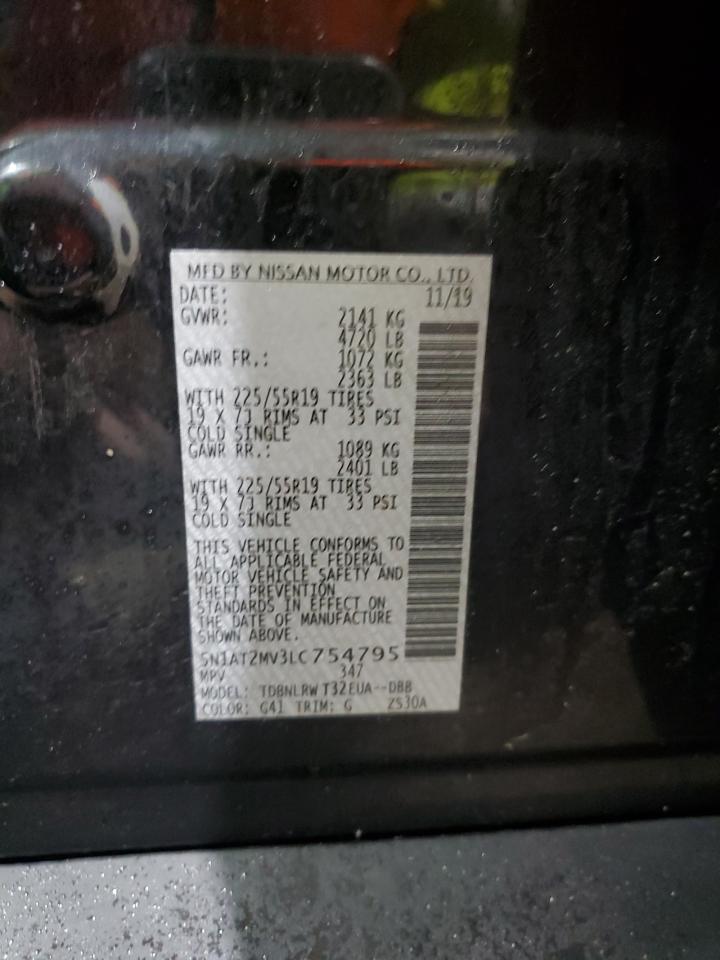 MFD BY NISSAN MOTOR CO., LTD.
DATE: 11/19
GVWR: 2141 KG
4720 LB
GAWR FR.: 1072 KG
2363 LB
WITH 225/55R19 TIRES
19 X 7J RIMS AT 33 PSI
COLD SINGLE
GAWR RR.: 1089 KG
2401 LB
WITH 225/55R19 TIRES
19 X 7J RIMS AT 33 PSI
COLD SINGLE
THIS VEHICLE CONFORMS TO
ALL APPLICABLE FEDERAL
MOTOR VEHICLE SAFETY AND
THEFT PREVENTION
STANDARDS IN EFFECT ON
THE DATE OF MANUFACTURE
SHOWN ABOVE.
5N1AT2MV3LC754795
MPV 347
MODEL: TDBNLRW T32EUA--DBB
COLOR: G41 TRIM: G ZS30A